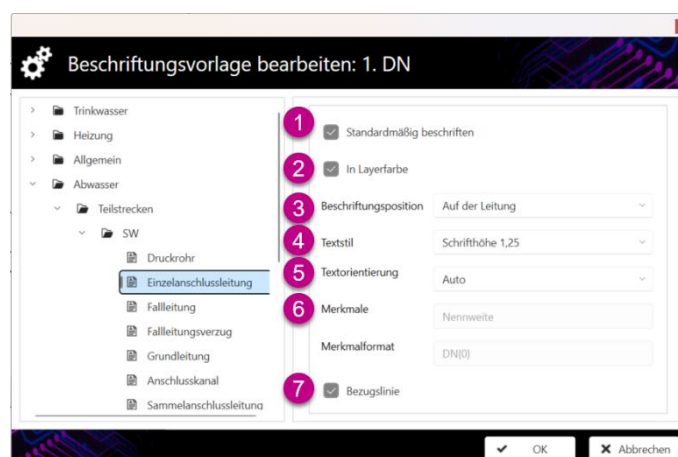 Beschriftungsvorlage bearbeiten: 1. DN
Trinkwasser
Heizung
Allgemein
Abwasser
Teilstrecken
SW
Druckrohr
Einzelanschlussleitung
Fallleitung
Fallleitungsverzug
Grundleitung
Anschlusskanal
Sammelanschlussleitung
1 Standardmäßig beschriften
2 In Layerfarbe
3 Beschriftungsposition Auf der Leitung
4 Textstil Schrifthöhe 1,25
5 Textorientierung Auto
6 Merkmale Nennweite
Merkmalformat DN{0}
7 Bezugslinie
OK Abbrechen